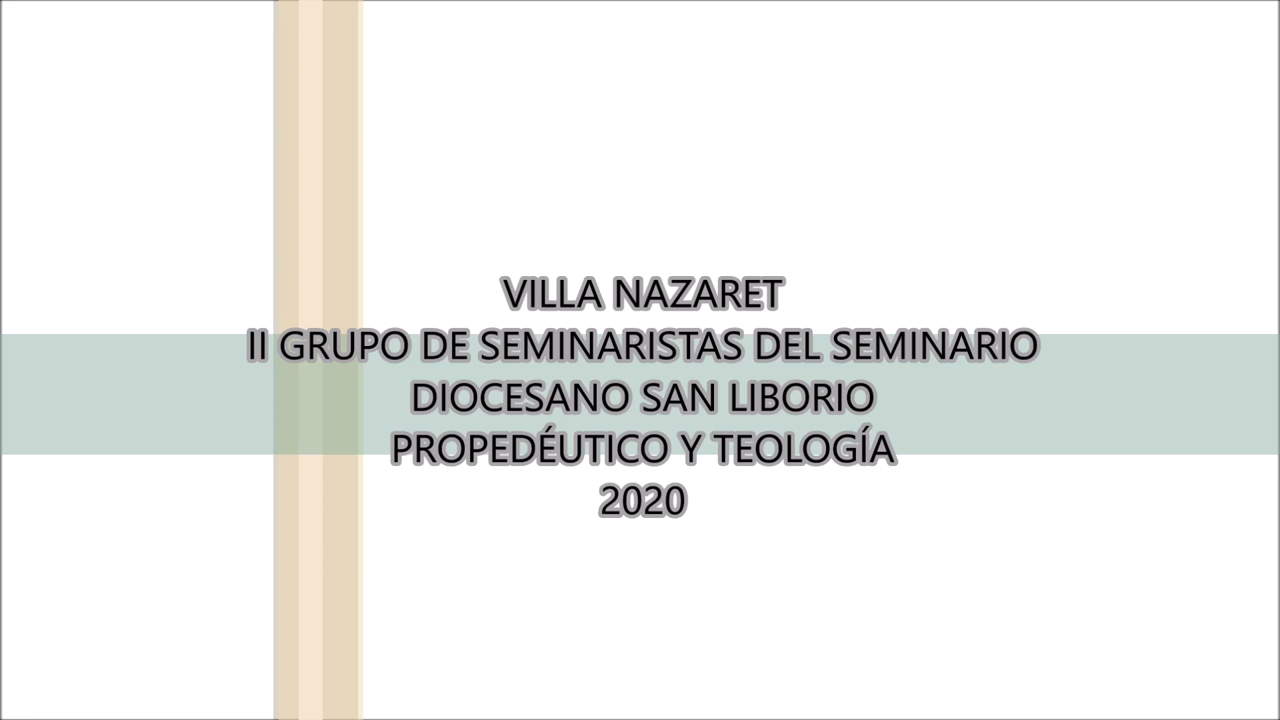 VILLA NAZARET
II GRUPO DE SEMINARISTAS DEL SEMINARIO
DIOCESANO SAN LIBORIO
PROPEDÉUTICO Y TEOLOGÍA
2020